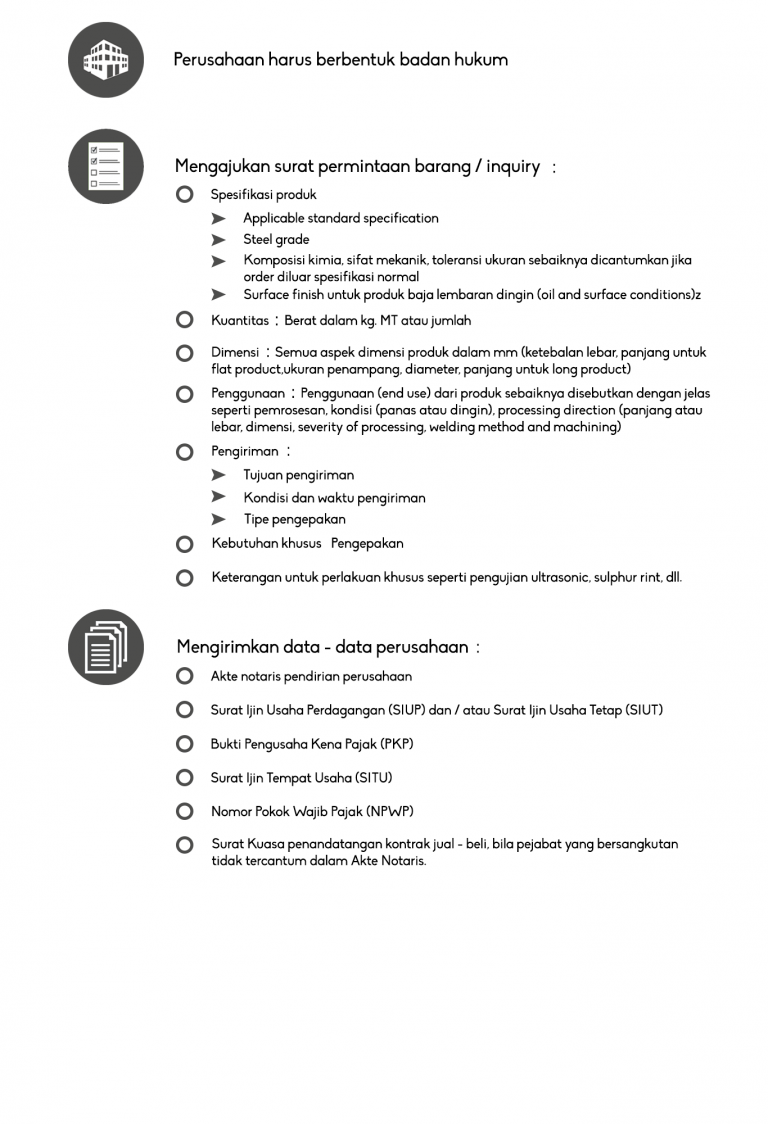 Perusahaan harus berbentuk badan hukum
Mengajukan surat permintaan barang / inquiry :
Spesifikasi produk
Applicable standard specification
Steel grade
Komposisi kimia, sifat mekanik, toleransi ukuran sebaiknya dicantumkan jika
order diluar spesifikasi normal
Surface finish untuk produk baja lembaran dingin (oil and surface conditions)z
Kuantitas : Berat dalam kg. MT atau jumlah
Dimensi : Semua aspek dimensi produk dalam mm (ketebalan lebar, panjang untuk
flat product,ukuran penampang, diameter, panjang untuk long product)
Penggunaan : Penggunaan (end use) dari produk sebaiknya disebutkan dengan jelas
seperti pemrosesan, kondisi (panas atau dingin), processing direction (panjang atau
lebar, dimensi, severity of processing, welding method and machining)
Pengiriman :
Tujuan pengiriman
Kondisi dan waktu pengiriman
Tipe pengepakan
Kebutuhan khusus Pengepakan
Keterangan untuk perlakuan khusus seperti pengujian ultrasonic, sulphur rint, dll.
Mengirimkan data - data perusahaan :
Akte notaris pendirian perusahaan
Surat Ijin Usaha Perdagangan (SIUP) dan / atau Surat Ijin Usaha Tetap (SIUT)
Bukti Pengusaha Kena Pajak (PKP)
Surat Ijin Tempat Usaha (SITU)
Nomor Pokok Wajib Pajak (NPWP)
Surat Kuasa penandatangan kontrak jual - beli, bila pejabat yang bersangkutan
tidak tercantum dalam Akte Notaris.